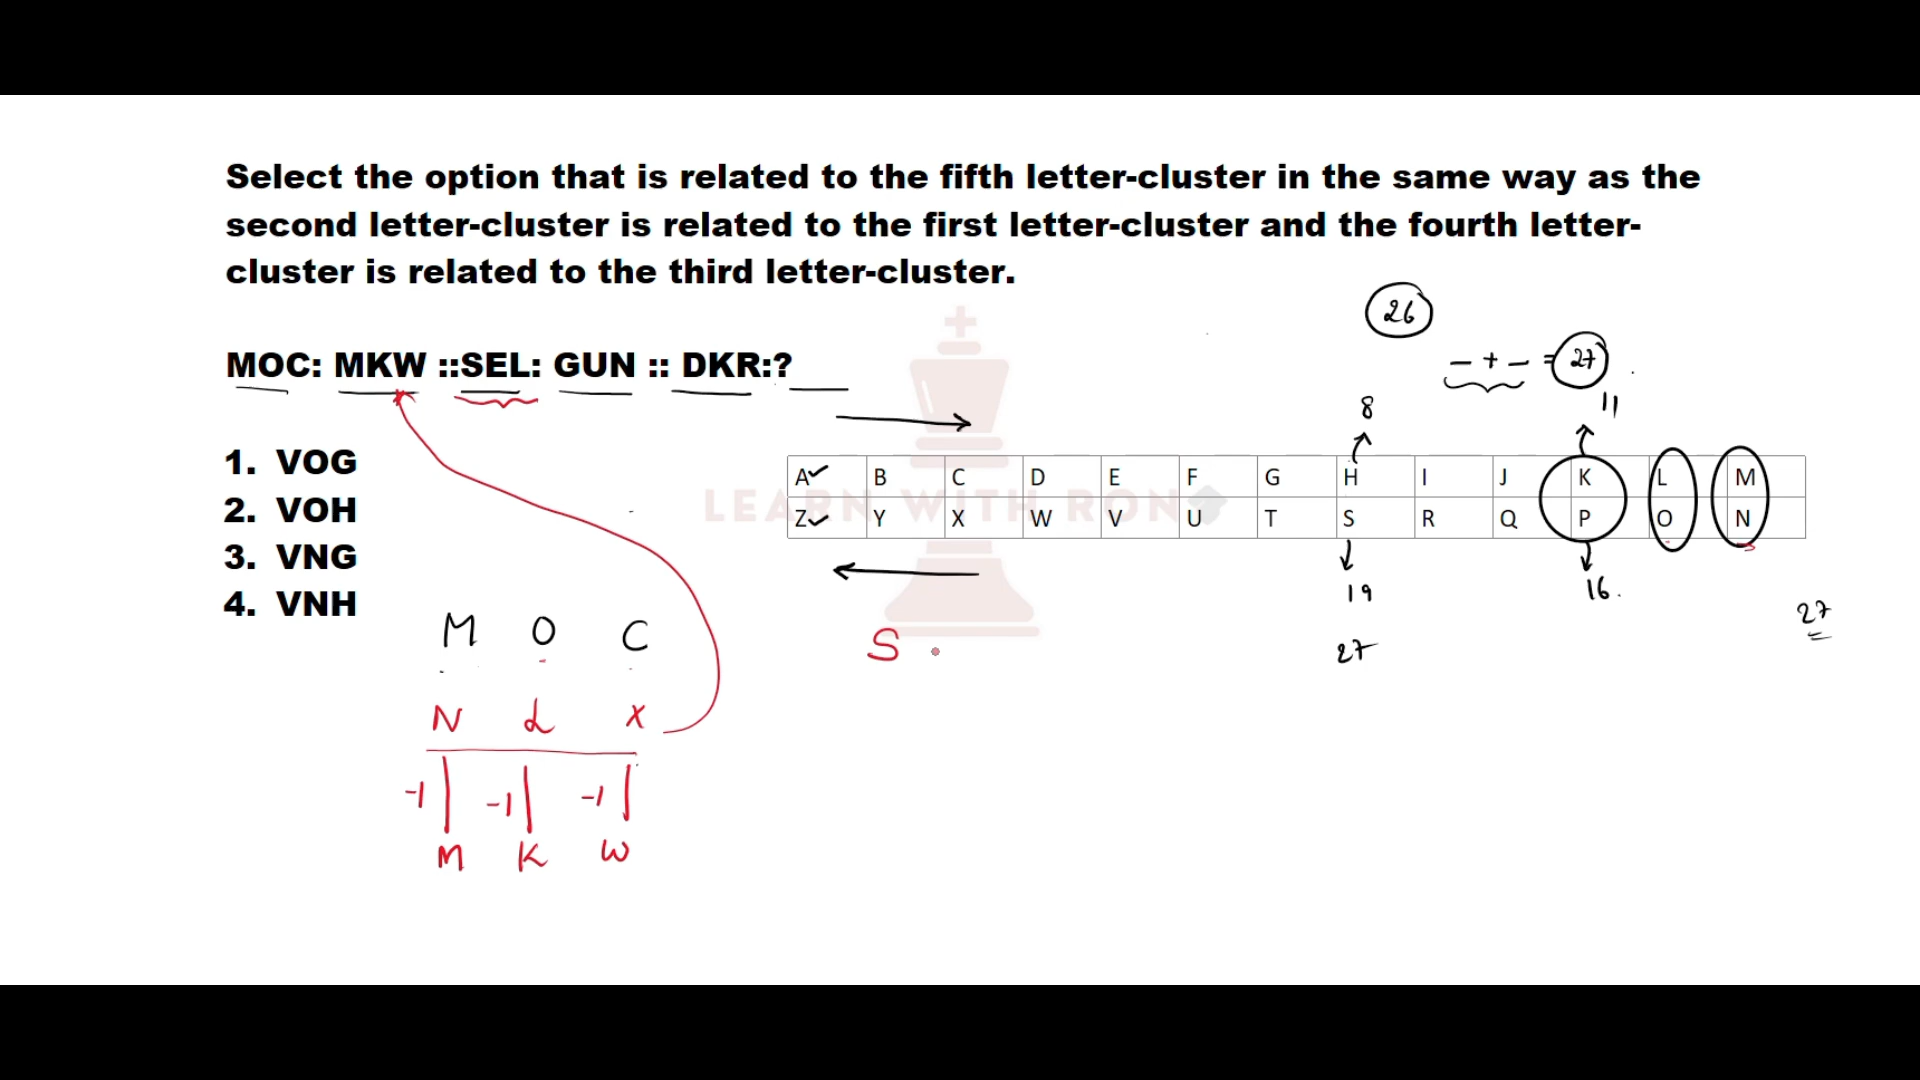 Select the option that is related to the fifth letter-cluster in the same way as the
second letter-cluster is related to the first letter-cluster and the fourth letter-
cluster is related to the third letter-cluster.
26
MOC: MKW ::SEL: GUN :: DKR:?
— + — = 27
8 11
1. VOG
2. VOH
3. VNG
4. VNH
A B C D E F G H I J K L M
Z Y X W V U T S R Q P O N
LEARN WITH RON
19 16
27
27
M O C
S
N L X
-1 -1 -1
M K W